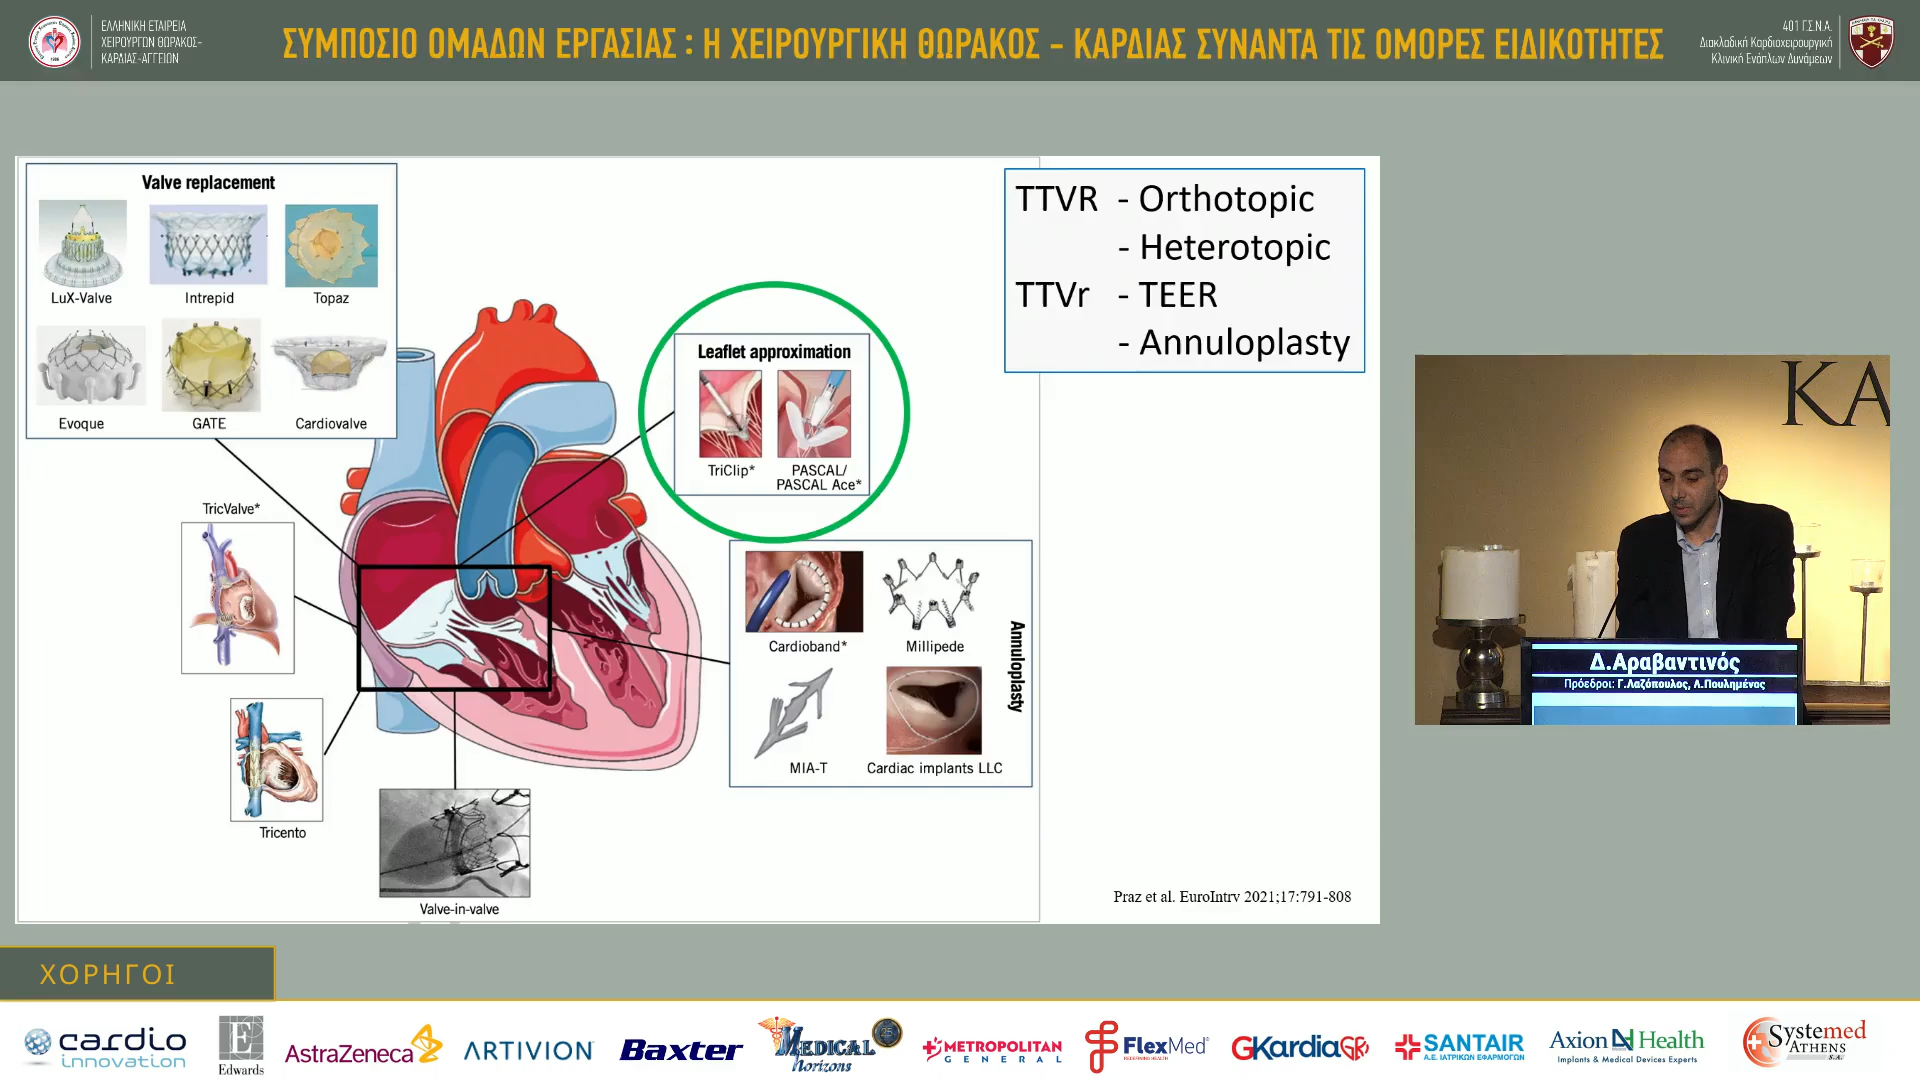 ΕΛΛΗΝΙΚΗ ΕΤΑΙΡΕΙΑ
ΧΕΙΡΟΥΡΓΩΝ ΘΩΡΑΚΟΣ-
ΚΑΡΔΙΑΣ-ΑΓΓΕΙΩΝ
ΣΥΜΠΟΣΙΟ ΟΜΑΔΩΝ ΕΡΓΑΣΙΑΣ : Η ΧΕΙΡΟΥΡΓΙΚΗ ΘΩΡΑΚΟΣ – ΚΑΡΔΙΑΣ ΣΥΝΑΝΤΑ ΤΙΣ ΟΜΟΡΕΣ ΕΙΔΙΚΟΤΗΤΕΣ
401 Γ.Σ.Ν.Α.
Διακλαδική Καρδιοχειρουργική
Κλινική Ενόπλων Δυνάμεων
Valve replacement
LuX-Valve
Intrepid
Topaz
Evoque
GATE
Cardiovalve
TTVR - Orthotopic
- Heterotopic
TTVr - TEER
- Annuloplasty
Leaflet approximation
TriClip*
PASCAL/
PASCAL Ace*
TricValve*
Cardioband*
Millipede
MIA-T
Cardiac implants LLC
Annuloplasty
Tricento
Valve-in-valve
Praz et al. EuroIntrv 2021;17:791-808
KA
Δ.Αραβαντινός
Πρόεδροι: Γ.Λαζόπουλος, Λ.Πουλημένος
ΧΟΡΗΓΟΙ
cardio
innovation
Edwards
AstraZeneca
ARTIVION
Baxter
MEDICAL
Horizons
METROPOLITAN
GENERAL
FlexMed
REDEFINING HEALTH
GKardiaGR
SANTAIR
Α.Ε. ΙΑΤΡΙΚΩΝ ΕΦΑΡΜΟΓΩΝ
Axion Health
Implants & Medical Devices Experts
Systemed
ATHENS
S.A.